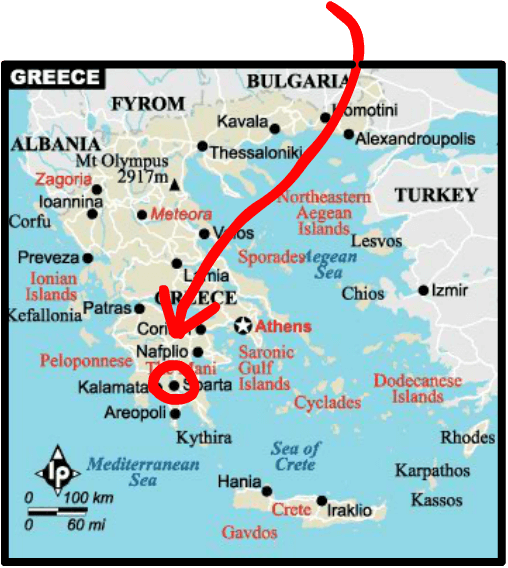 GREECE
BULGARIA
FYROM
Komotini
Kavala
ALBANIA
Alexandroupolis
Thessaloniki
Mt Olympus
2917m
Zagoria
TURKEY
Ioannina
Northeastern
Aegean
Islands
Corfu
Meteora
Volos
Lesvos
Preveza
Sporades
Aegean
Sea
Lamia
Ionian
Islands
Chios
Izmir
GREECE
Kefallonia
Patras
Corinth
Athens
Nafplio
Saronic
Gulf
Islands
Peloponnese
The Mani
Kalamata
Sparta
Dodecanese
Islands
Cyclades
Areopoli
Kythira
Rhodes
Sea of
Crete
Mediterranean
Sea
Karpathos
lp
Hania
Kassos
0 100 km
Crete
Iraklio
0 60 mi
Gavdos